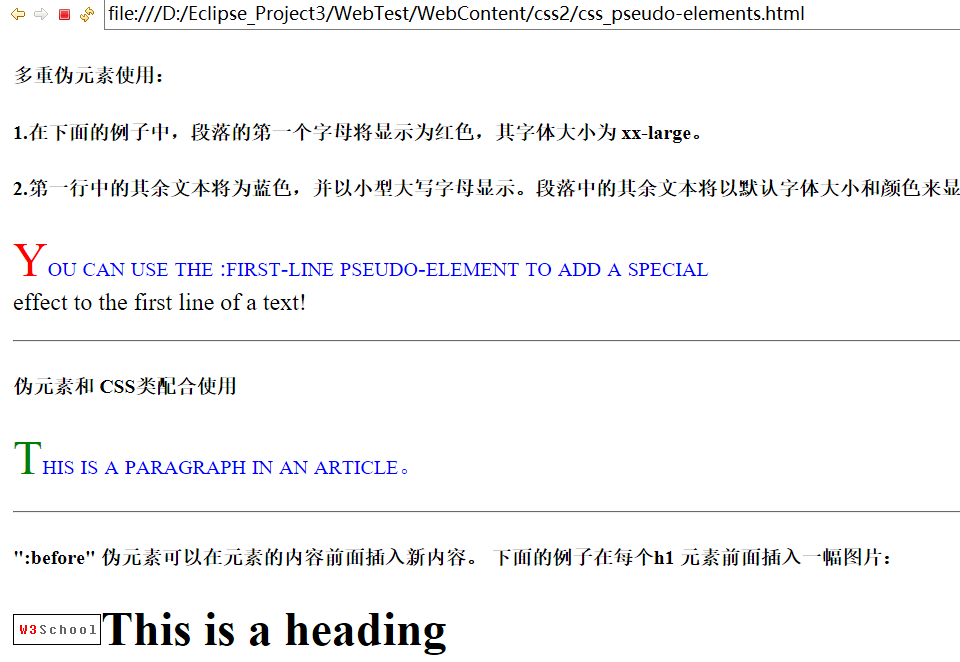 file:///D:/Eclipse_Project3/WebTest/WebContent/css2/css_pseudo-elements.html
多重伪元素使用：
1.在下面的例子中，段落的第一个字母将显示为红色，其字体大小为 xx-large。
2.第一行中的其余文本将为蓝色，并以小型大写字母显示。段落中的其余文本将以默认字体大小和颜色来显
YOU CAN USE THE :FIRST-LINE PSEUDO-ELEMENT TO ADD A SPECIAL
effect to the first line of a text!
伪元素和 CSS类配合使用
THIS IS A PARAGRAPH IN AN ARTICLE。
":before" 伪元素可以在元素的内容前面插入新内容。 下面的例子在每个h1 元素前面插入一幅图片：
W3School This is a heading